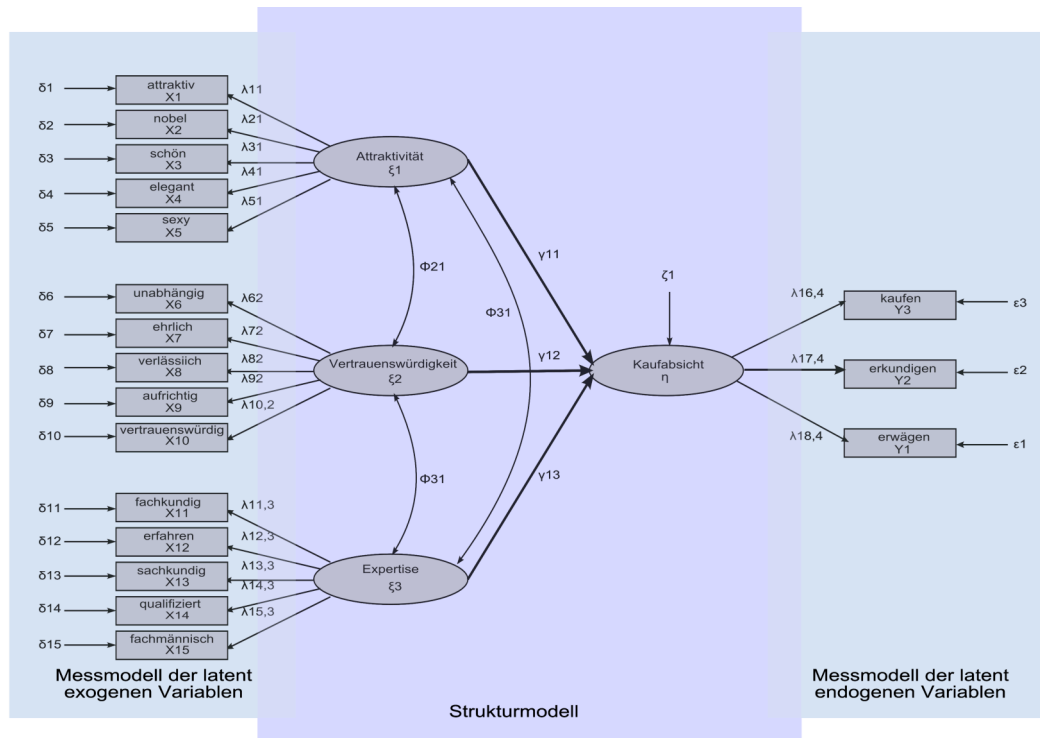 δ1
attraktiv
X1
λ11
δ2
nobel
X2
λ21
δ3
schön
X3
λ31
δ4
elegant
X4
λ41
δ5
sexy
X5
λ51
Attraktivität
ξ1
δ6
unabhängig
X6
λ62
δ7
ehrlich
X7
λ72
δ8
verlässiich
X8
λ82
δ9
aufrichtig
X9
λ92
δ10
vertrauenswürdig
X10
λ10,2
Vertrauenswürdigkeit
ξ2
δ11
fachkundig
X11
λ11,3
δ12
erfahren
X12
λ12,3
δ13
sachkundig
X13
λ13,3
δ14
qualifiziert
X14
λ14,3
δ15
fachmännisch
X15
λ15,3
Expertise
ξ3
Φ21
Φ31
Φ31
γ11
γ12
γ13
ζ1
Kaufabsicht
η
λ16,4
kaufen
Y3
ε3
λ17,4
erkundigen
Y2
ε2
λ18,4
erwägen
Y1
ε1
Messmodell der latent
exogenen Variablen
Strukturmodell
Messmodell der latent
endogenen Variablen